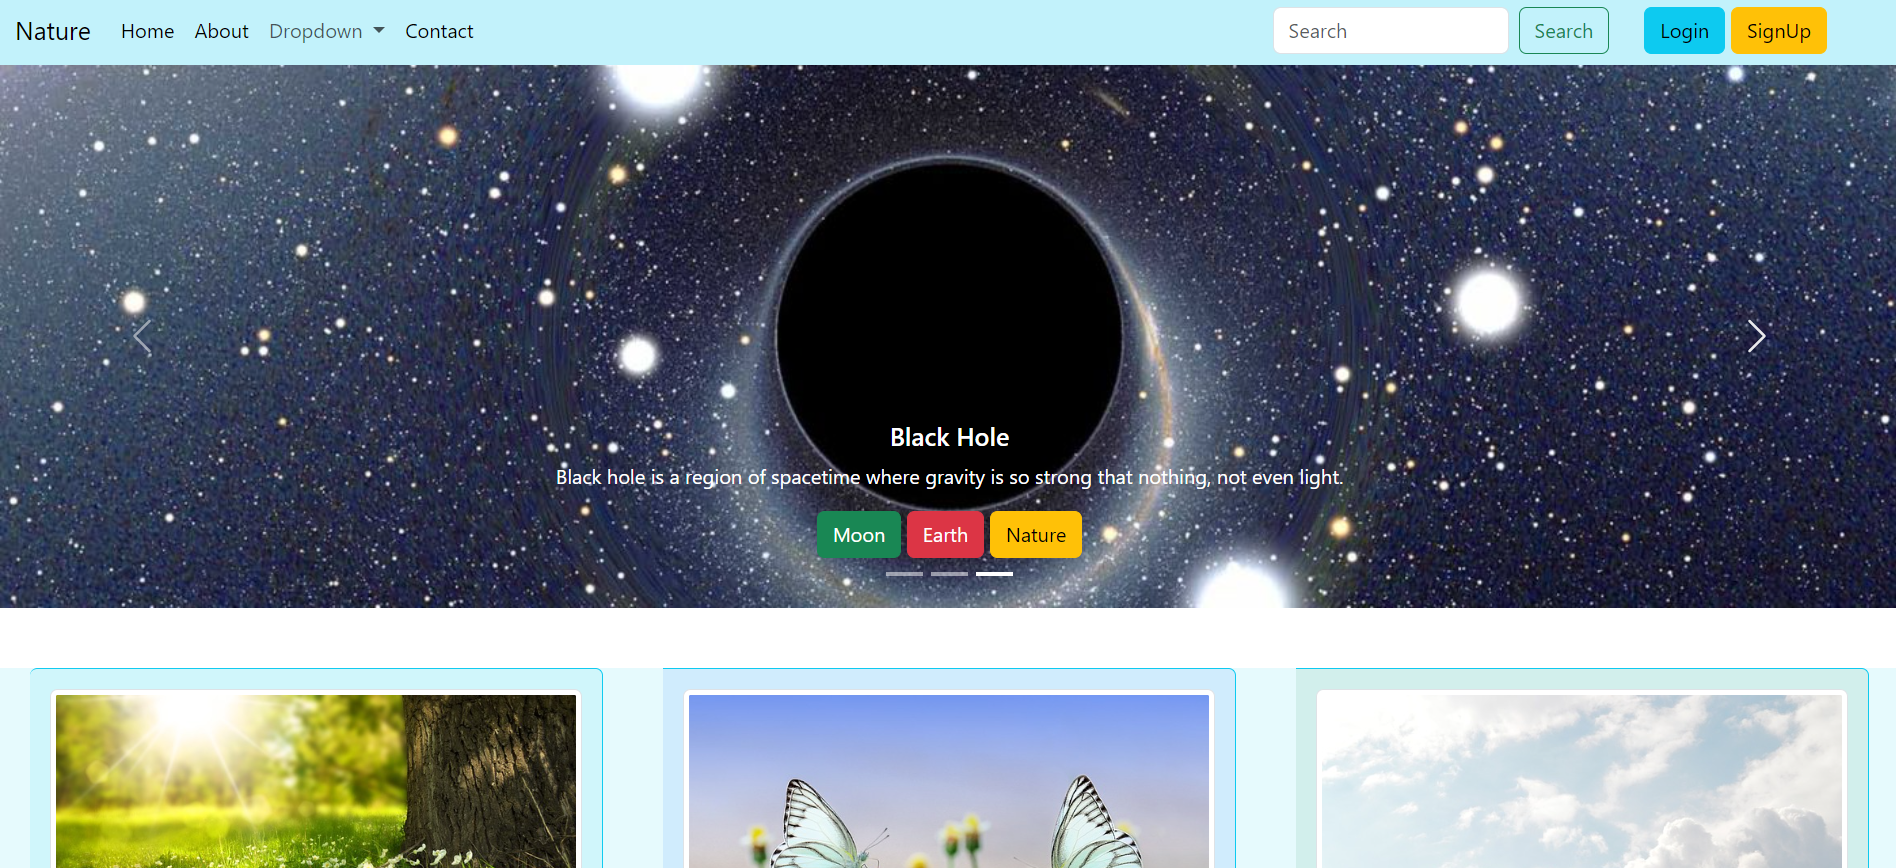 Nature Home About Dropdown Contact Search Search Login SignUp
Black Hole
Black hole is a region of spacetime where gravity is so strong that nothing, not even light.
Moon Earth Nature